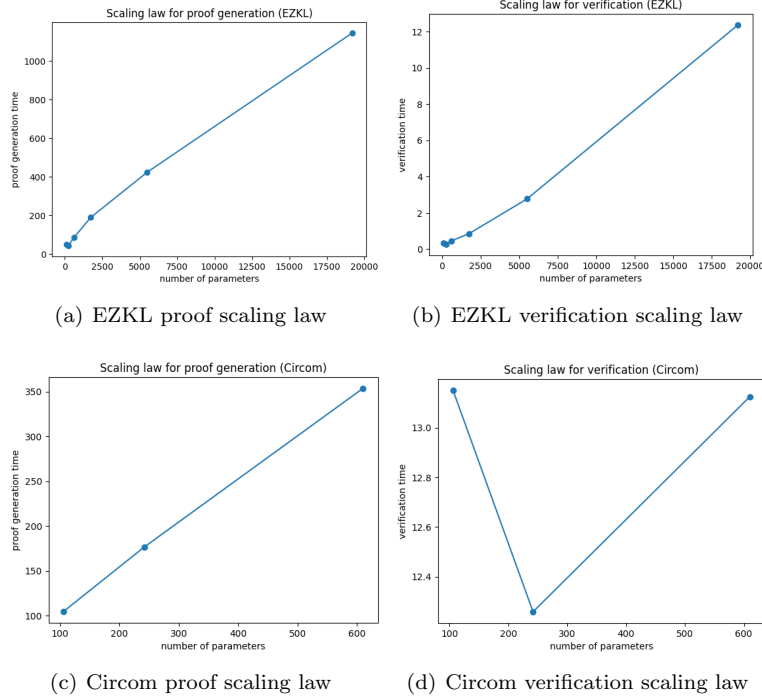 Scaling law for proof generation (EZKL)
proof generation time
1000
800
600
400
200
0
0 2500 5000 7500 10000 12500 15000 17500 20000
number of parameters
(a) EZKL proof scaling law
Scaling law for verification (EZKL)
verification time
12
10
8
6
4
2
0
0 2500 5000 7500 10000 12500 15000 17500 20000
number of parameters
(b) EZKL verification scaling law
Scaling law for proof generation (Circom)
proof generation time
350
300
250
200
150
100
100 200 300 400 500 600
number of parameters
(c) Circom proof scaling law
Scaling law for verification (Circom)
verification time
13.0
12.8
12.6
12.4
100 200 300 400 500 600
number of parameters
(d) Circom verification scaling law